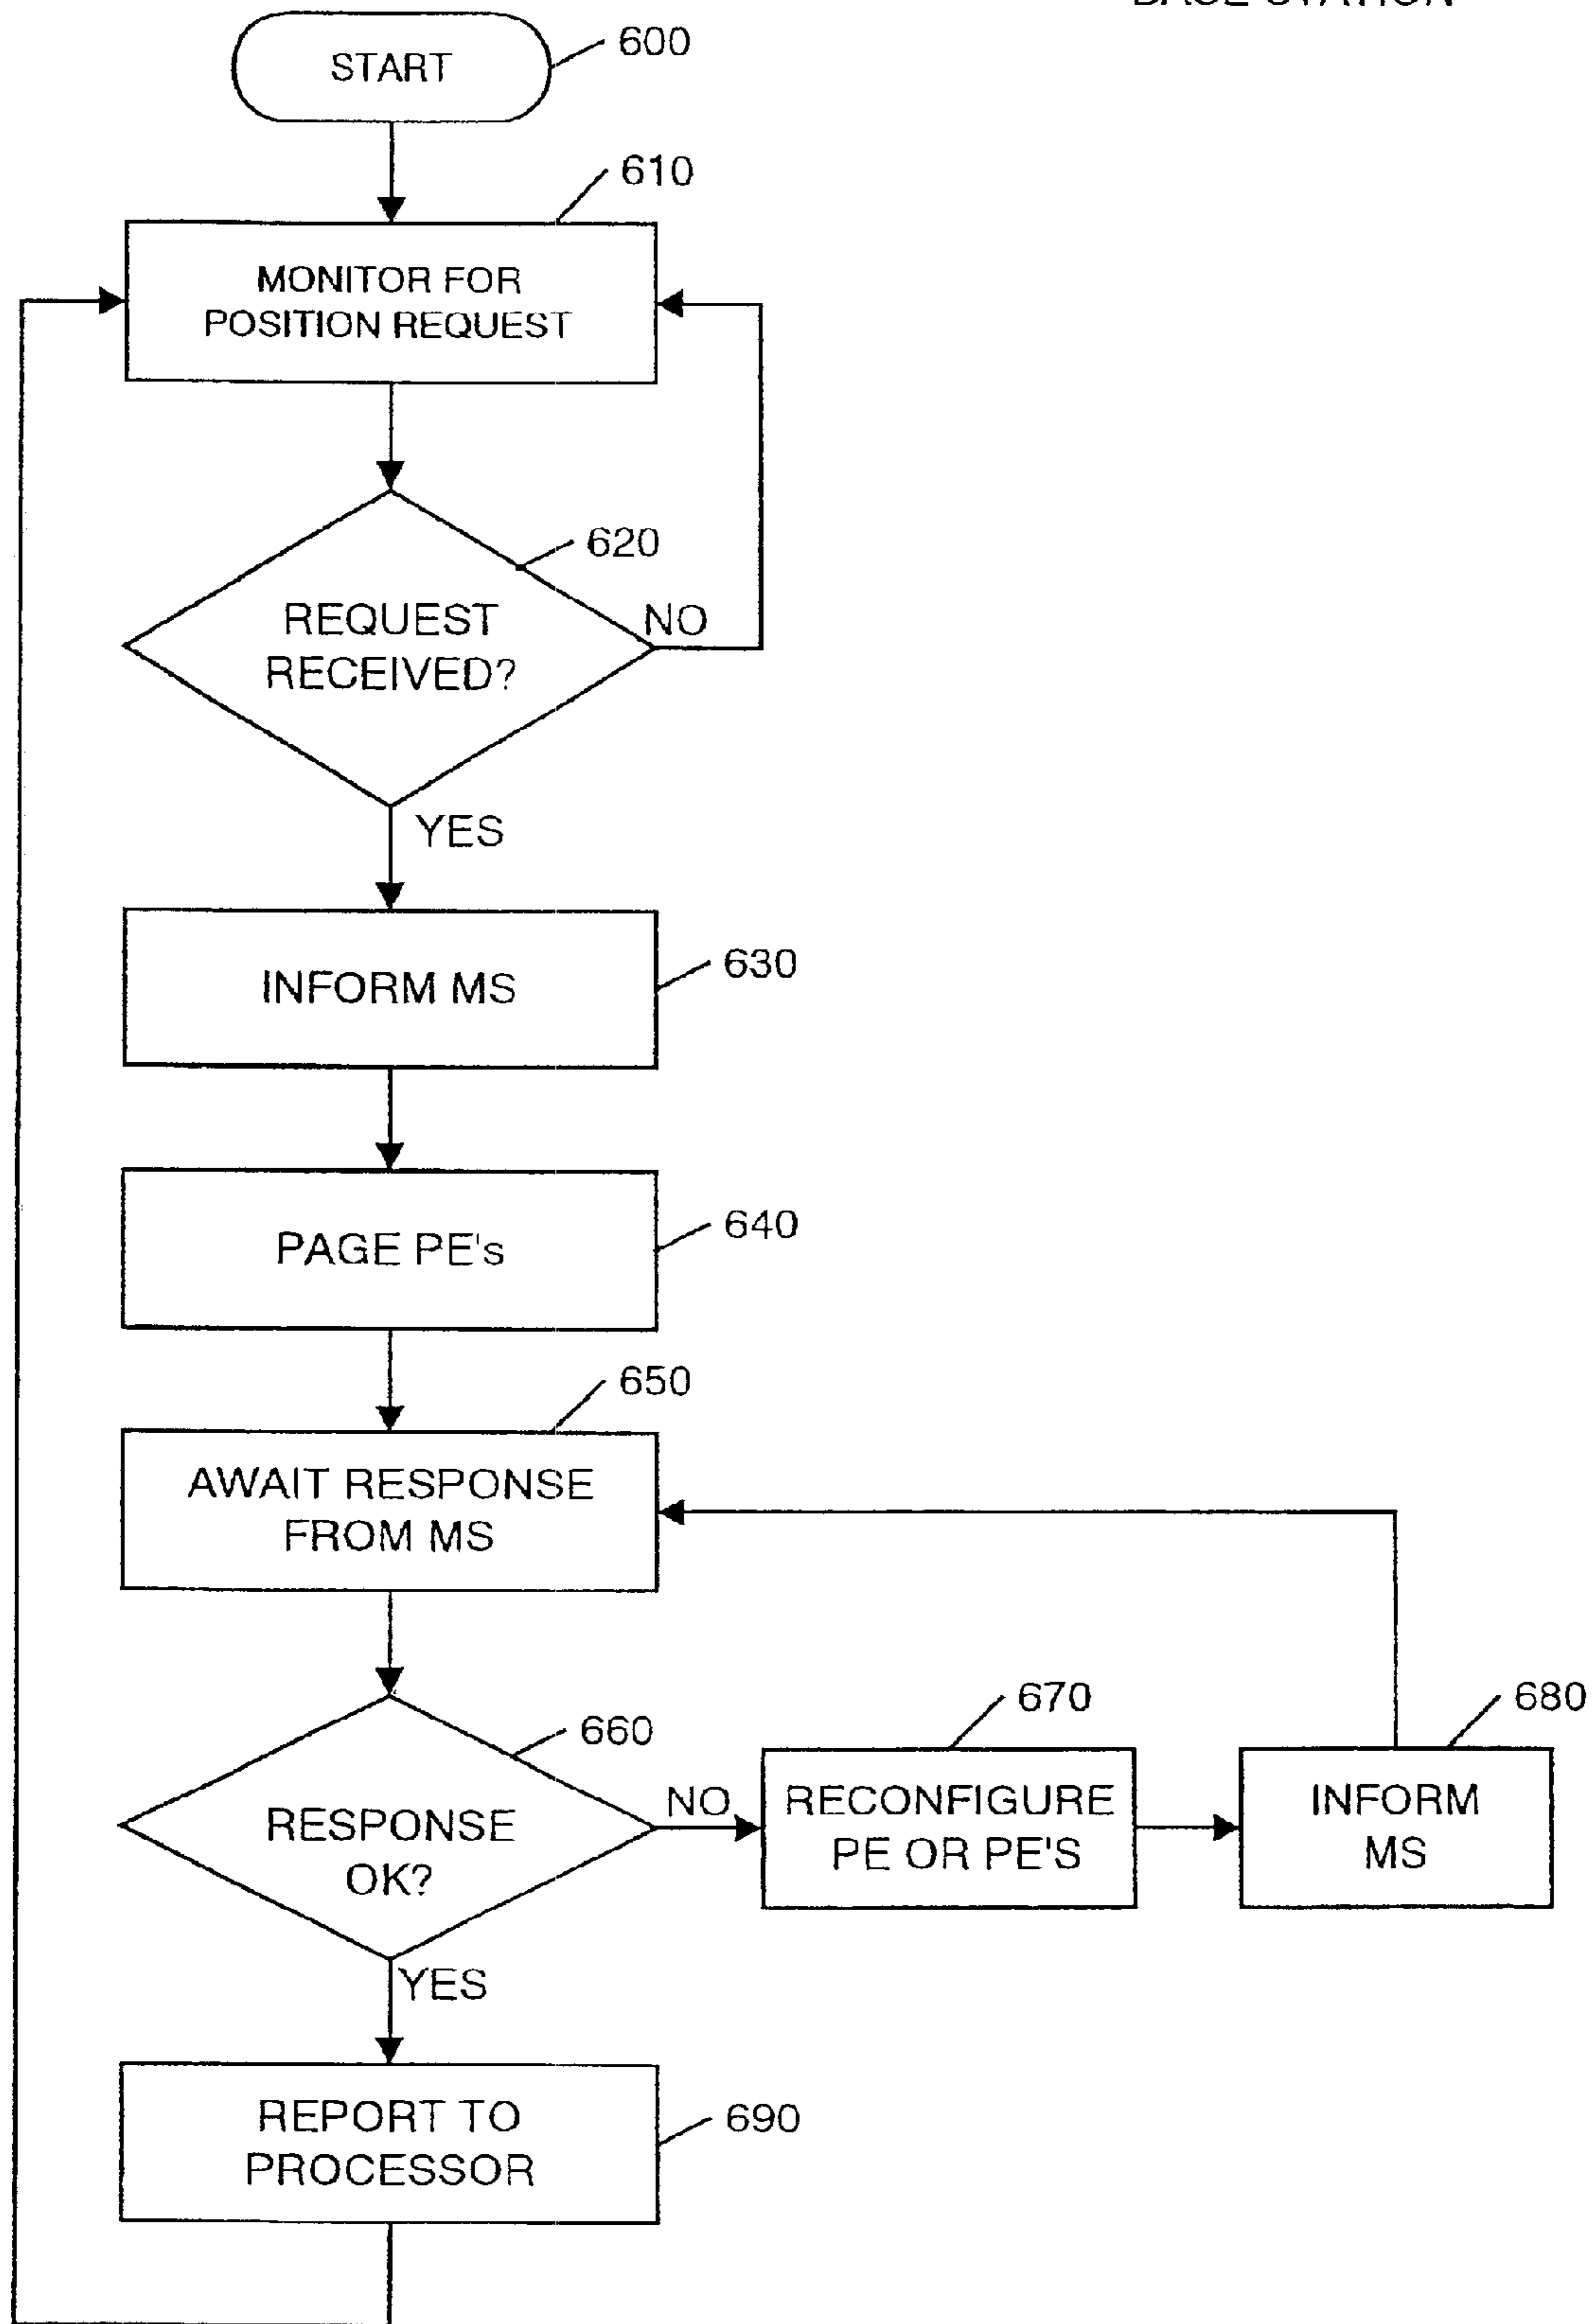 START
600
610
MONITOR FOR
POSITION REQUEST
620
REQUEST
RECEIVED?
NO
YES
INFORM MS
630
PAGE PE's
640
650
AWAIT RESPONSE
FROM MS
660
RESPONSE
OK?
NO
670
RECONFIGURE
PE OR PE'S
680
INFORM
MS
YES
REPORT TO
PROCESSOR
690